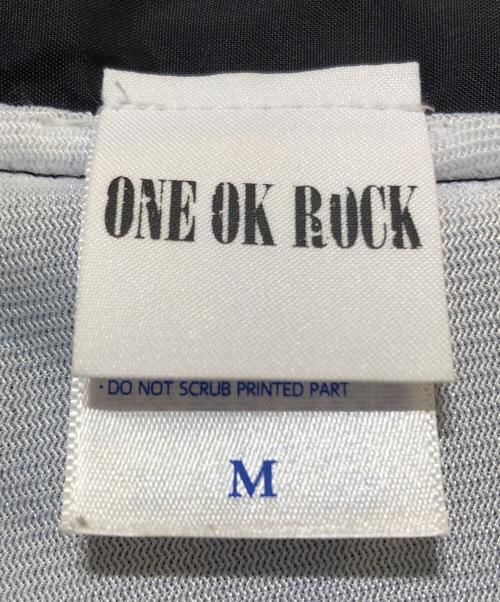 ONE OK ROCK
・DO NOT SCRUB PRINTED PART
M